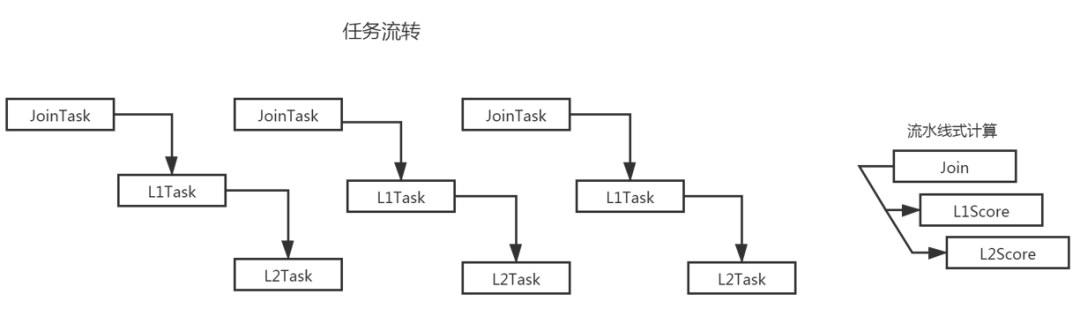 任务流转
JoinTask
JoinTask
JoinTask
流水线式计算
Join
L1Task
L1Task
L1Task
L1Score
L2Score
L2Task
L2Task
L2Task